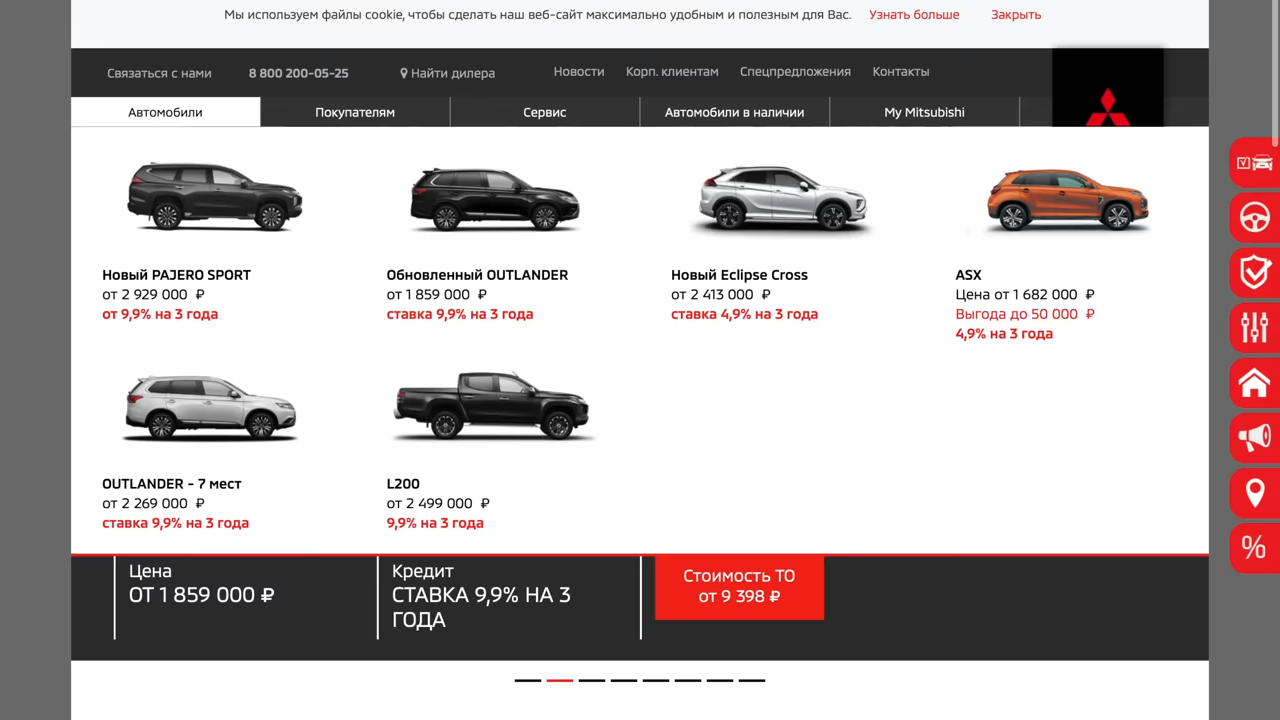 Мы используем файлы cookie, чтобы сделать наш веб-сайт максимально удобным и полезным для Вас. Узнать больше Закрыть
Связаться с нами 8 800 200-05-25 Найти дилера Новости Корп. клиентам Спецпредложения Контакты
Автомобили Покупателям Сервис Автомобили в наличии My Mitsubishi
Новый PAJERO SPORT
от 2 929 000 ₽
от 9,9% на 3 года
Обновленный OUTLANDER
от 1 859 000 ₽
ставка 9,9% на 3 года
Новый Eclipse Cross
от 2 413 000 ₽
ставка 4,9% на 3 года
ASX
Цена от 1 682 000 ₽
Выгода до 50 000 ₽
4,9% на 3 года
OUTLANDER - 7 мест
от 2 269 000 ₽
ставка 9,9% на 3 года
L200
от 2 499 000 ₽
9,9% на 3 года
Цена
ОТ 1 859 000 ₽
Кредит
СТАВКА 9,9% НА 3
ГОДА
Стоимость ТО
от 9 398 ₽
%